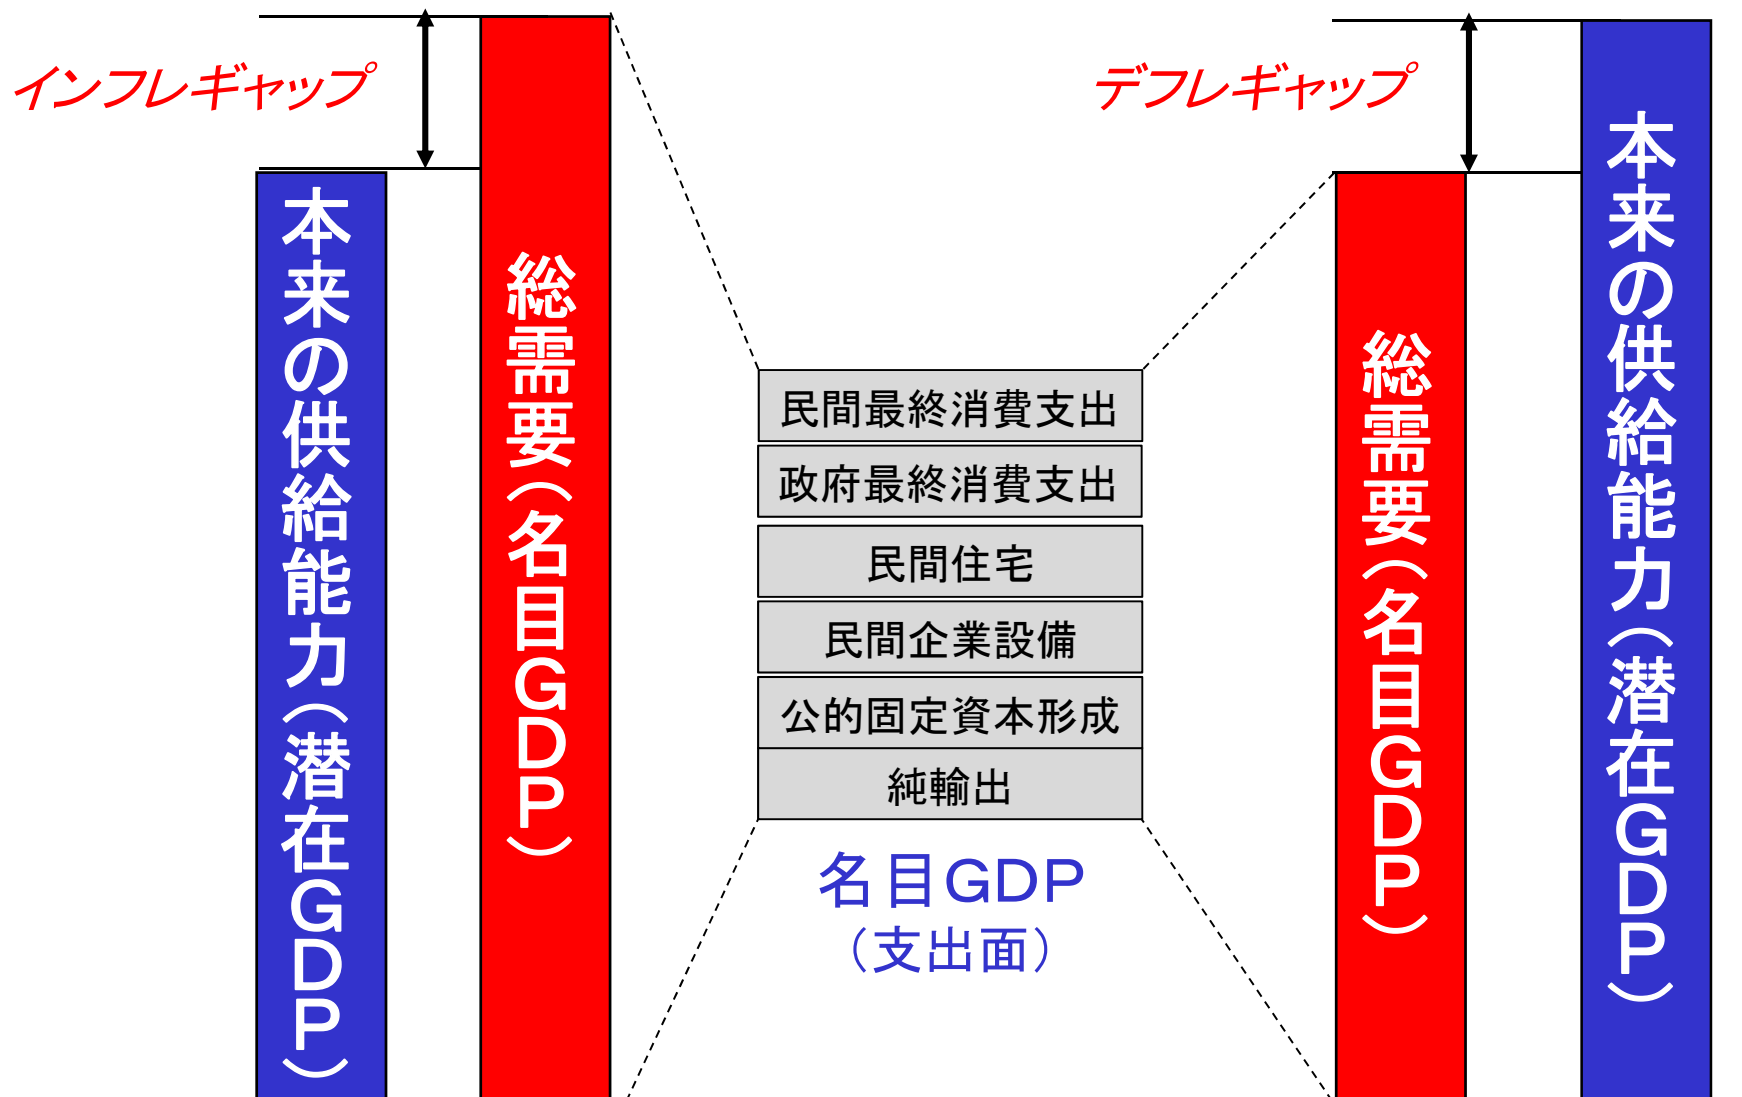 インフレギャップ
デフレギャップ
本来の供給能力（潜在ＧＤＰ）
総需要（名目ＧＤＰ）
民間最終消費支出
政府最終消費支出
民間住宅
民間企業設備
公的固定資本形成
純輸出
名目ＧＤＰ
（支出面）
総需要（名目ＧＤＰ）
本来の供給能力（潜在ＧＤＰ）